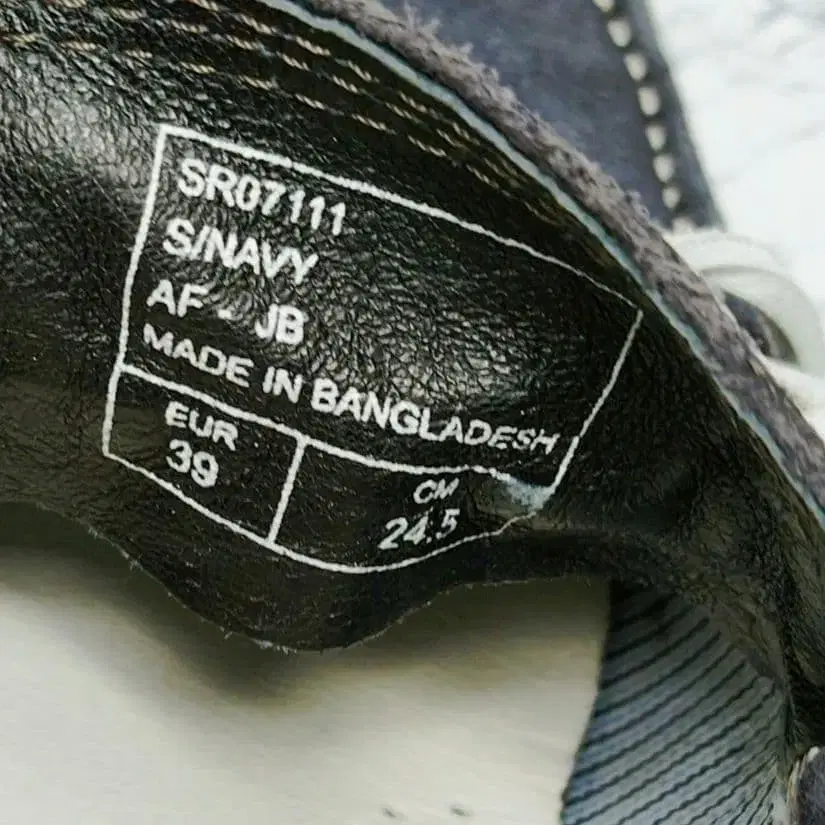 SR07111
S/NAVY
AF - JB
MADE IN BANGLADESH
EUR
39
CM
24.5